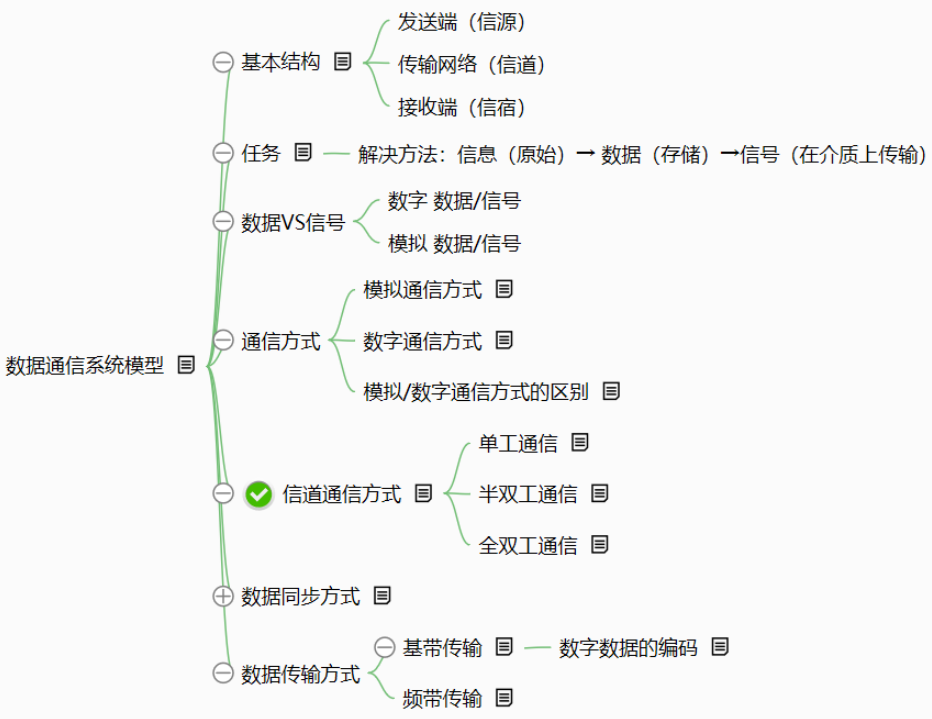 数据通信系统模型
基本结构
发送端（信源）
传输网络（信道）
接收端（信宿）
任务
解决方法：信息（原始）→ 数据（存储）→信号（在介质上传输）
数据VS信号
数字 数据/信号
模拟 数据/信号
通信方式
模拟通信方式
数字通信方式
模拟/数字通信方式的区别
信道通信方式
单工通信
半双工通信
全双工通信
数据同步方式
数据传输方式
基带传输
数字数据的编码
频带传输